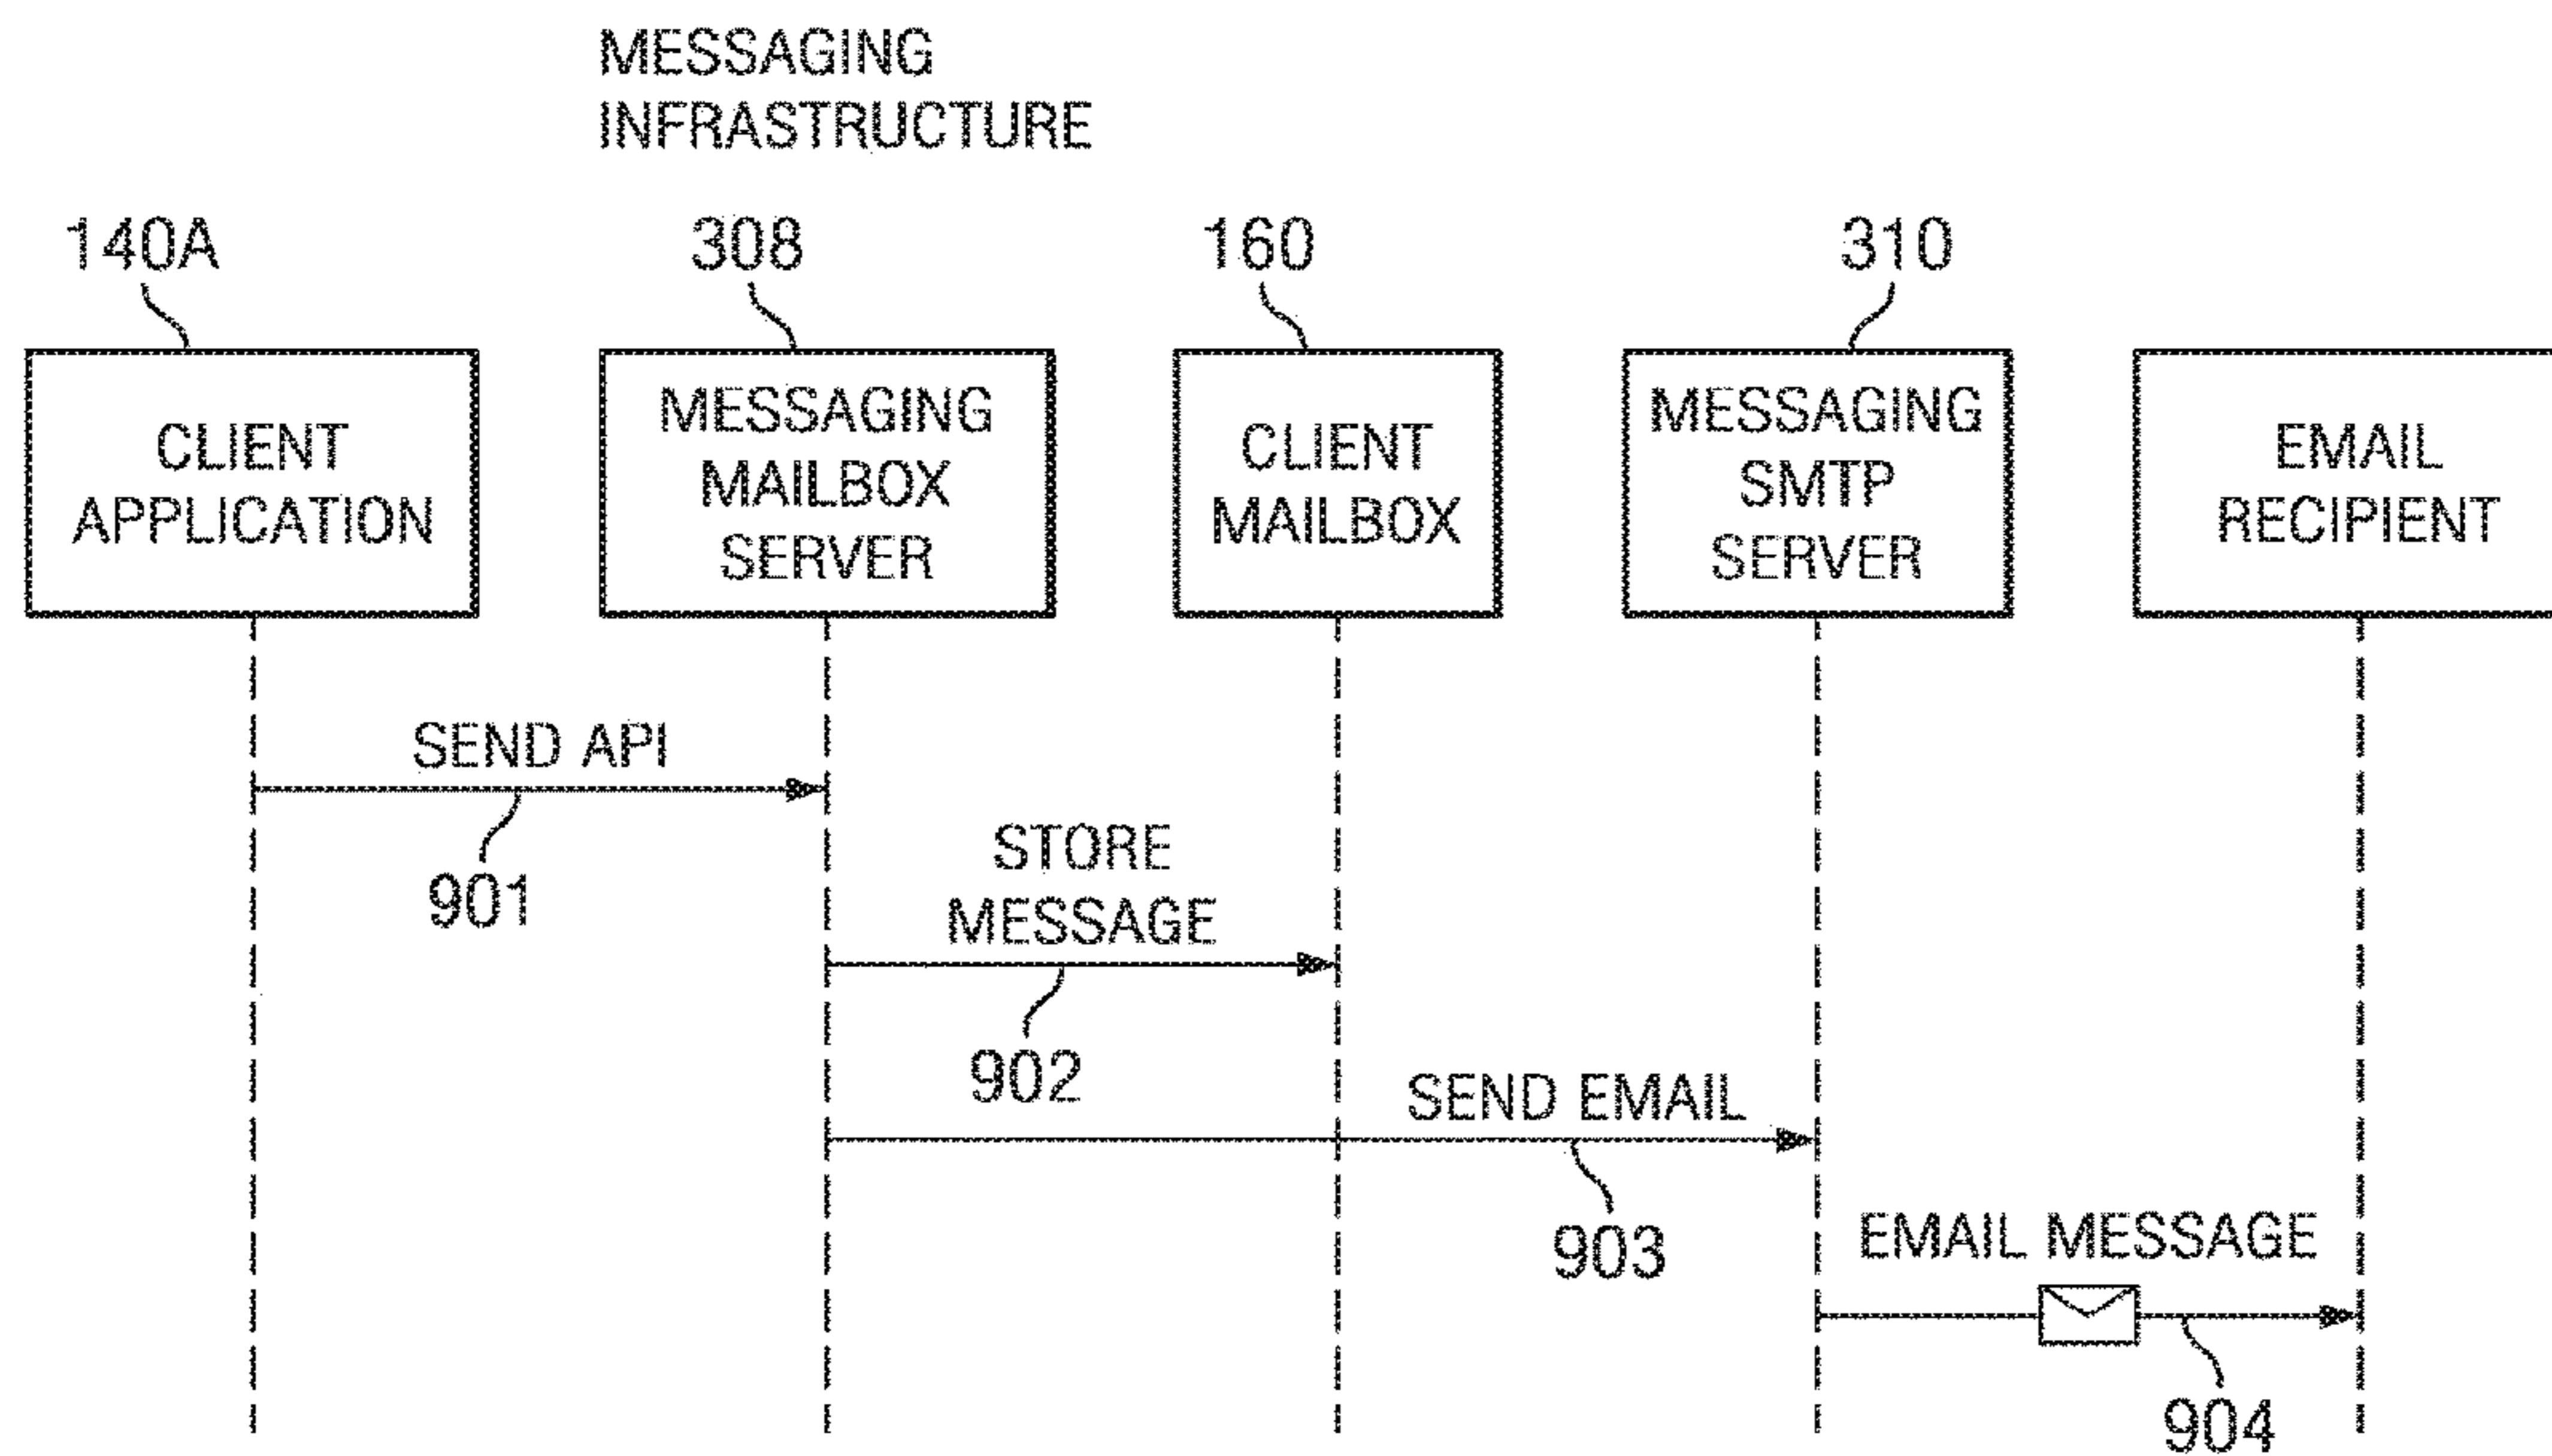 MESSAGING
INFRASTRUCTURE
140A
308
160
310
CLIENT
APPLICATION
MESSAGING
MAILBOX
SERVER
CLIENT
MAILBOX
MESSAGING
SMTP
SERVER
EMAIL
RECIPIENT
SEND API
901
STORE
MESSAGE
902
SEND EMAIL
903
EMAIL MESSAGE
904